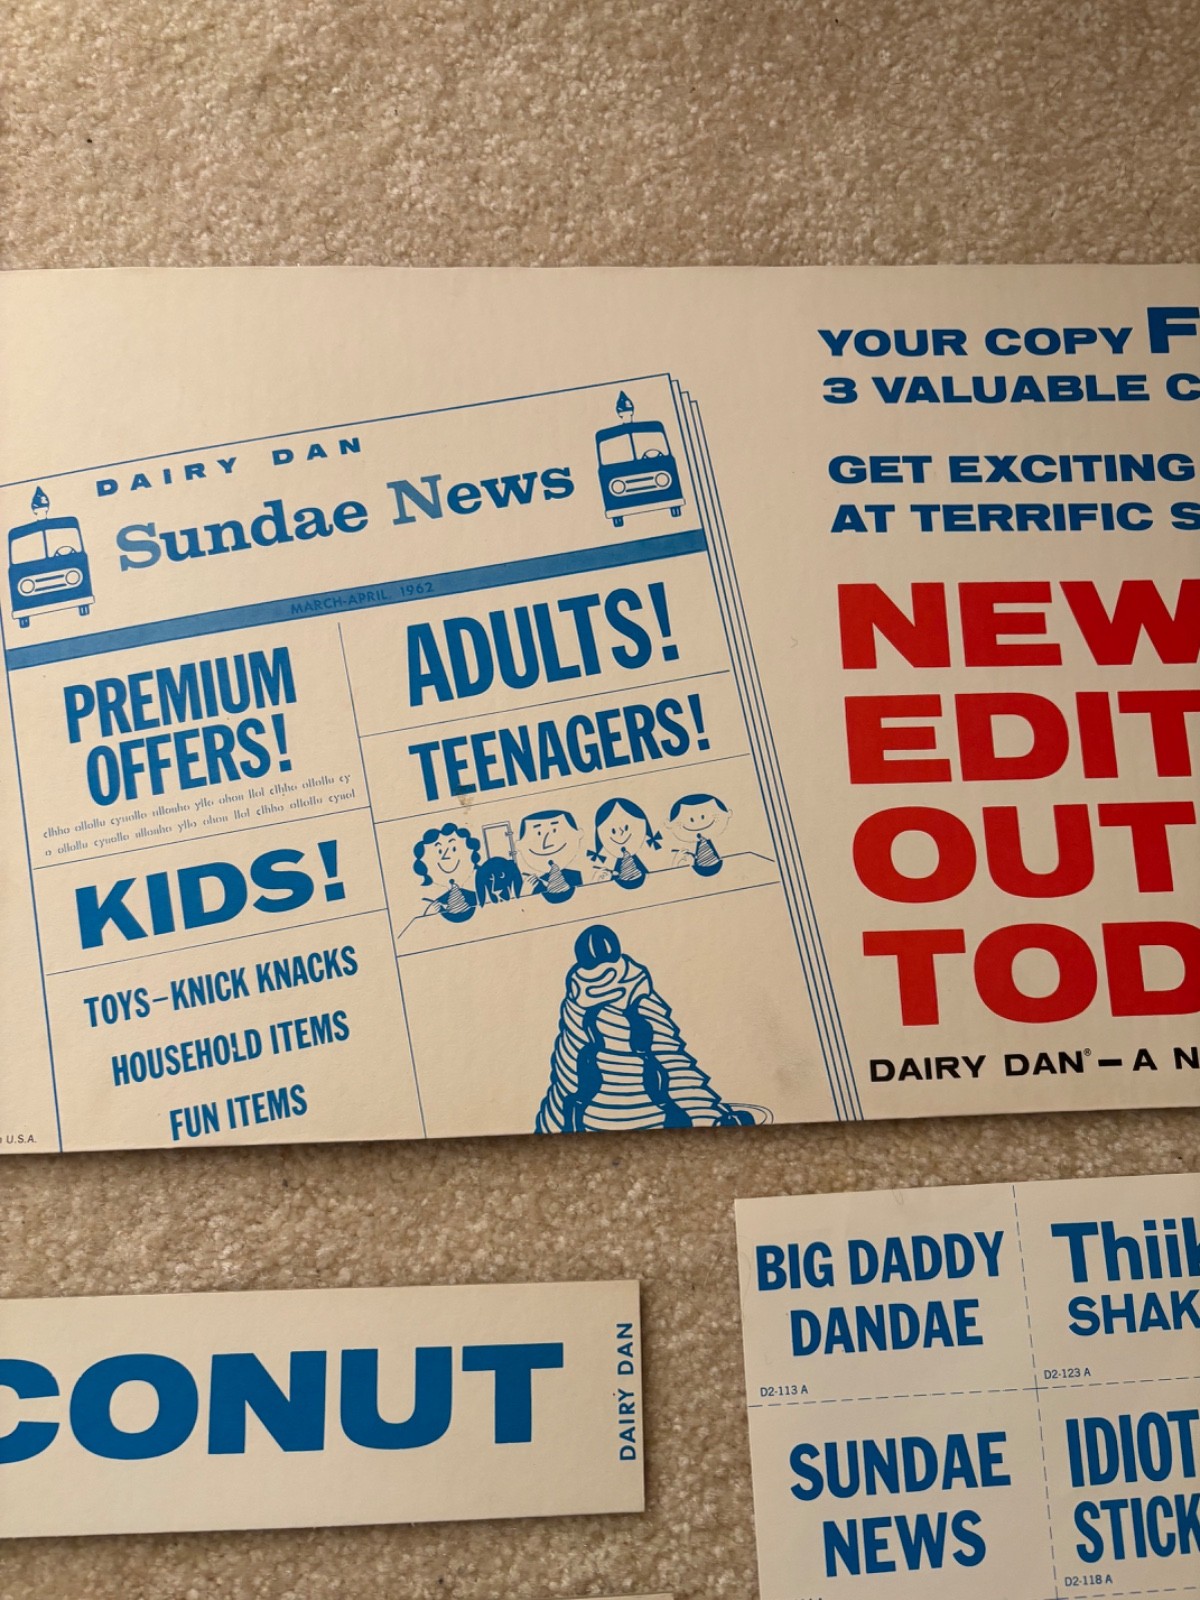 DAIRY DAN
Sundae News
MARCH-APRIL, 1962
PREMIUM
OFFERS!
KIDS!
TOYS-KNICK KNACKS
HOUSEHOLD ITEMS
FUN ITEMS
ADULTS!
TEENAGERS!
U.S.A.
YOUR COPY F
3 VALUABLE C
GET EXCITING
AT TERRIFIC S
NEW
EDIT
OUT
TOD
DAIRY DAN® — A N
CONUT
DAIRY DAN
BIG DADDY
DANDAE
D2-113 A
Thiik
SHAK
D2-123 A
SUNDAE
NEWS
IDIOT
STICK
D2-118 A